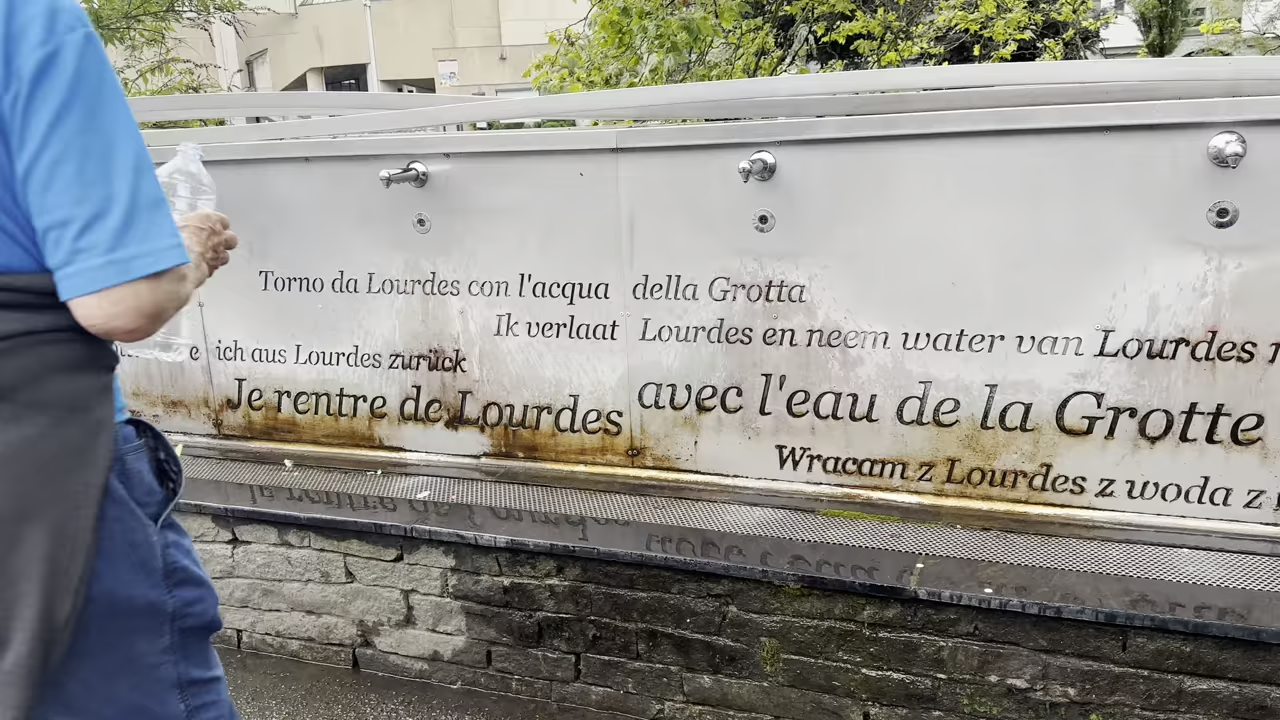 Torno da Lourdes con l'acqua della Grotta
Ik verlaat Lourdes en neem water van Lourdes
ich aus Lourdes zurück
Je rentre de Lourdes avec l'eau de la Grotte
Wracam z Lourdes z woda z